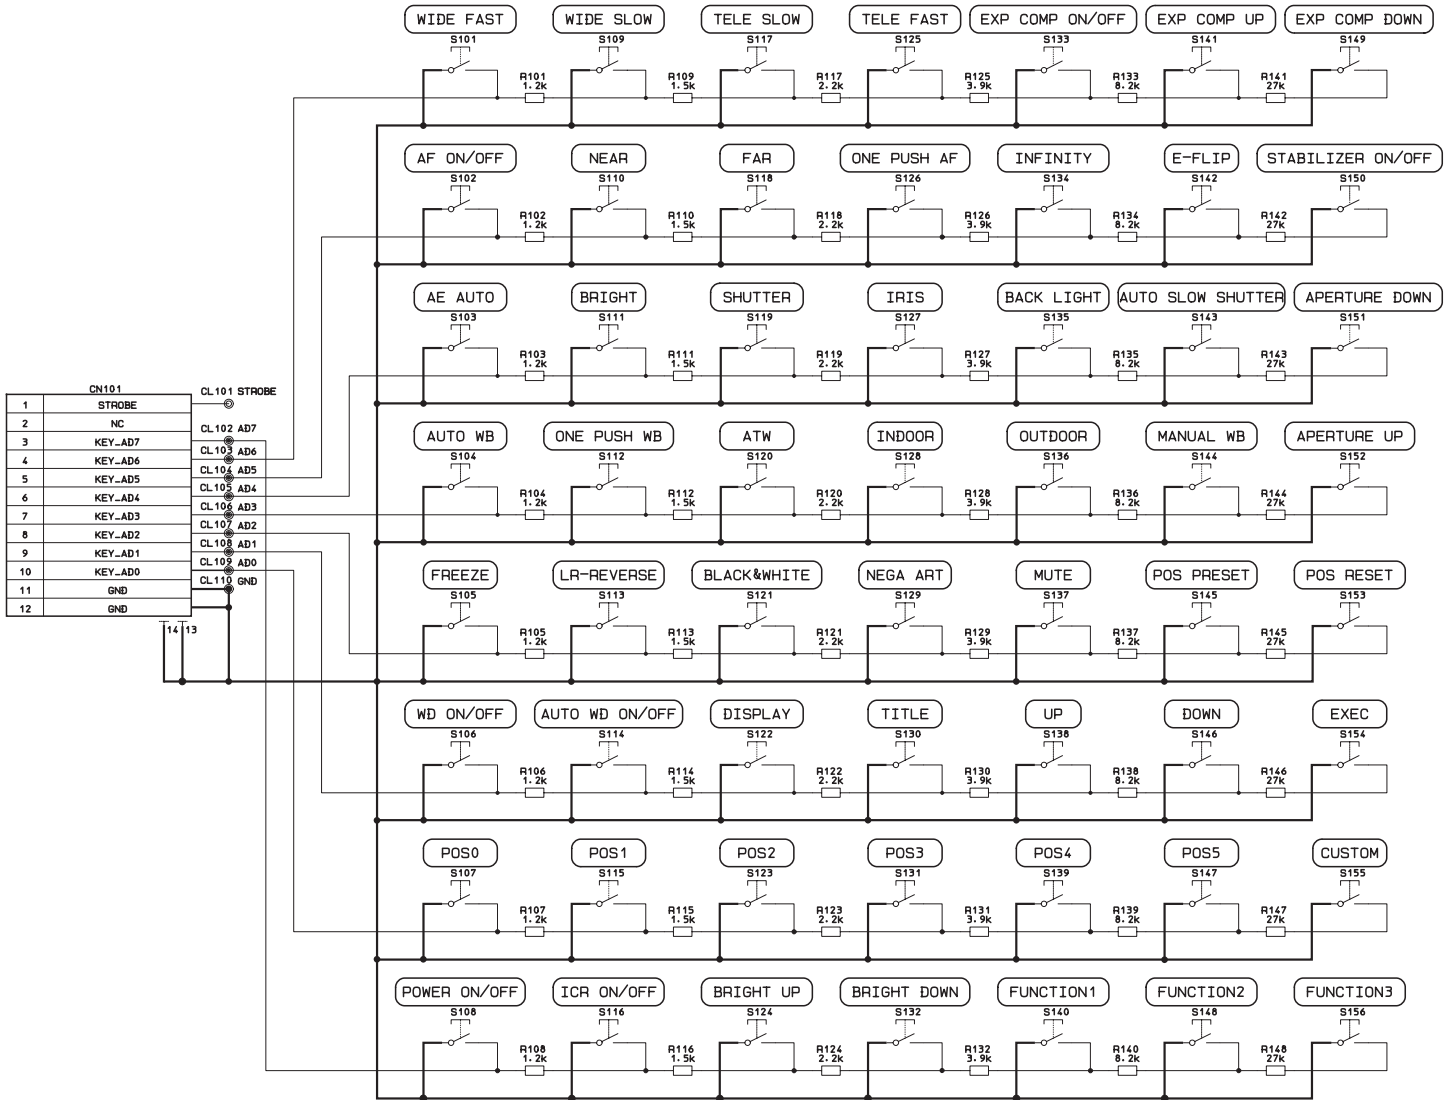 WIDE FAST WIDE SLOW TELE SLOW TELE FAST EXP COMP ON/OFF EXP COMP UP EXP COMP DOWN
S101 S109 S117 S125 S133 S141 S149
R101 R109 R117 R125 R133 R141
1.2k 1.5k 2.2k 3.9k 8.2k 27k
AF ON/OFF NEAR FAR ONE PUSH AF INFINITY E-FLIP STABILIZER ON/OFF
S102 S110 S118 S126 S134 S142 S150
R102 R110 R118 R126 R134 R142
1.2k 1.5k 2.2k 3.9k 8.2k 27k
AE AUTO BRIGHT SHUTTER IRIS BACK LIGHT AUTO SLOW SHUTTER APERTURE DOWN
S103 S111 S119 S127 S135 S143 S151
R103 R111 R119 R127 R135 R143
1.2k 1.5k 2.2k 3.9k 8.2k 27k
CN101
1 STROBE CL101 STROBE
2 NC
3 KEY_AD7 CL102 AD7
4 KEY_AD6 CL103 AD6
5 KEY_AD5 CL104 AD5
6 KEY_AD4 CL105 AD4
7 KEY_AD3 CL106 AD3
8 KEY_AD2 CL107 AD2
9 KEY_AD1 CL108 AD1
10 KEY_AD0 CL109 AD0
11 GND CL110 GND
12 GND
14 13
AUTO WB ONE PUSH WB ATW INDOOR OUTDOOR MANUAL WB APERTURE UP
S104 S112 S120 S128 S136 S144 S152
R104 R112 R120 R128 R136 R144
1.2k 1.5k 2.2k 3.9k 8.2k 27k
FREEZE LR-REVERSE BLACK&WHITE NEGA ART MUTE POS PRESET POS RESET
S105 S113 S121 S129 S137 S145 S153
R105 R113 R121 R129 R137 R145
1.2k 1.5k 2.2k 3.9k 8.2k 27k
WD ON/OFF AUTO WD ON/OFF DISPLAY TITLE UP DOWN EXEC
S106 S114 S122 S130 S138 S146 S154
R106 R114 R122 R130 R138 R146
1.2k 1.5k 2.2k 3.9k 8.2k 27k
POS0 POS1 POS2 POS3 POS4 POS5 CUSTOM
S107 S115 S123 S131 S139 S147 S155
R107 R115 R123 R131 R139 R147
1.2k 1.5k 2.2k 3.9k 8.2k 27k
POWER ON/OFF ICR ON/OFF BRIGHT UP BRIGHT DOWN FUNCTION1 FUNCTION2 FUNCTION3
S108 S116 S124 S132 S140 S148 S156
R108 R116 R124 R132 R140 R148
1.2k 1.5k 2.2k 3.9k 8.2k 27k